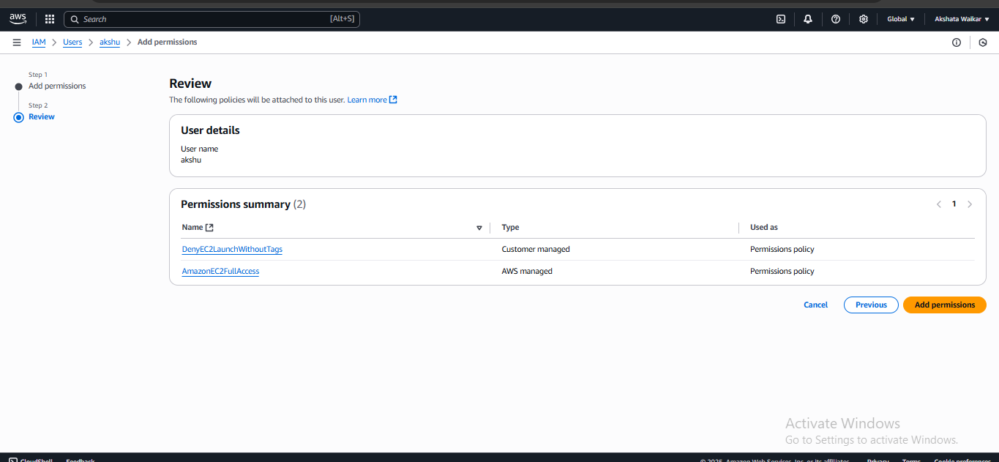 aws Search [Alt+S] Global ▼ Akshata Waikar ▼
IAM > Users > akshu > Add permissions
Step 1
Add permissions
Step 2
Review
Review
The following policies will be attached to this user. Learn more
User details
User name
akshu
Permissions summary (2)
< 1 >
Name Type Used as
DenyEC2LaunchWithoutTags Customer managed Permissions policy
AmazonEC2FullAccess AWS managed Permissions policy
Cancel Previous Add permissions
Activate Windows
Go to Settings to activate Windows.
CloudShell Feedback © 2025, Amazon Web Services, Inc. or its affiliates. Privacy Terms Cookie preferences